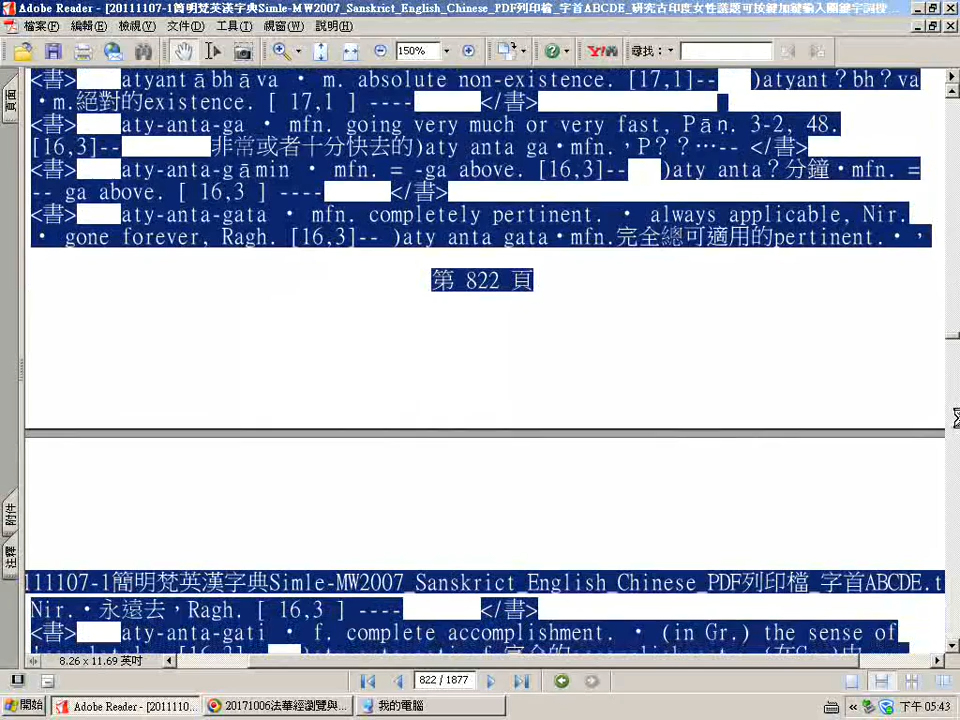 Adobe Reader - [20111107-1簡明梵英漢字典Simle-MW2007_Sanskrict_English_Chinese_PDF列印檔_字首ABCDE_研究古印度女性議題可按鍵加鍵輸入關鍵字詞搜...
檔案(F) 編輯(E) 檢視(V) 文件(D) 工具(T) 視窗(W) 說明(H)
150% 尋找：
頁面
<書> atyantābhāva · m. absolute non-existence. [17,1]-- )atyant？bh？va
·m.絕對的existence. [ 17,1 ] ---- </書>
<書> aty-anta-ga · mfn. going very much or very fast, Pāṇ. 3-2, 48.
[16,3]-- 非常或者十分快去的)aty anta ga·mfn.，P？？…-- </書>
<書> aty-anta-gāmin · mfn. = -ga above. [16,3]-- )aty anta？分鐘·mfn. =
-- ga above. [ 16,3 ] ---- </書>
<書> aty-anta-gata · mfn. completely pertinent. · always applicable, Nir.
· gone forever, Ragh. [16,3]-- )aty anta gata·mfn.完全總可適用的pertinent.·，
第 822 頁
附件
注釋
111107-1簡明梵英漢字典Simle-MW2007_Sanskrict_English_Chinese_PDF列印檔_字首ABCDE.t
Nir.·永遠去，Ragh. [ 16,3 ] ---- </書>
<書> aty-anta-gati · f. complete accomplishment. · (in Gr.) the sense of
8.26 x 11.69 英吋
822 / 1877
開始 Adobe Reader - [2011110... 20171006法華經瀏覽與... 我的電腦 下午 05:43